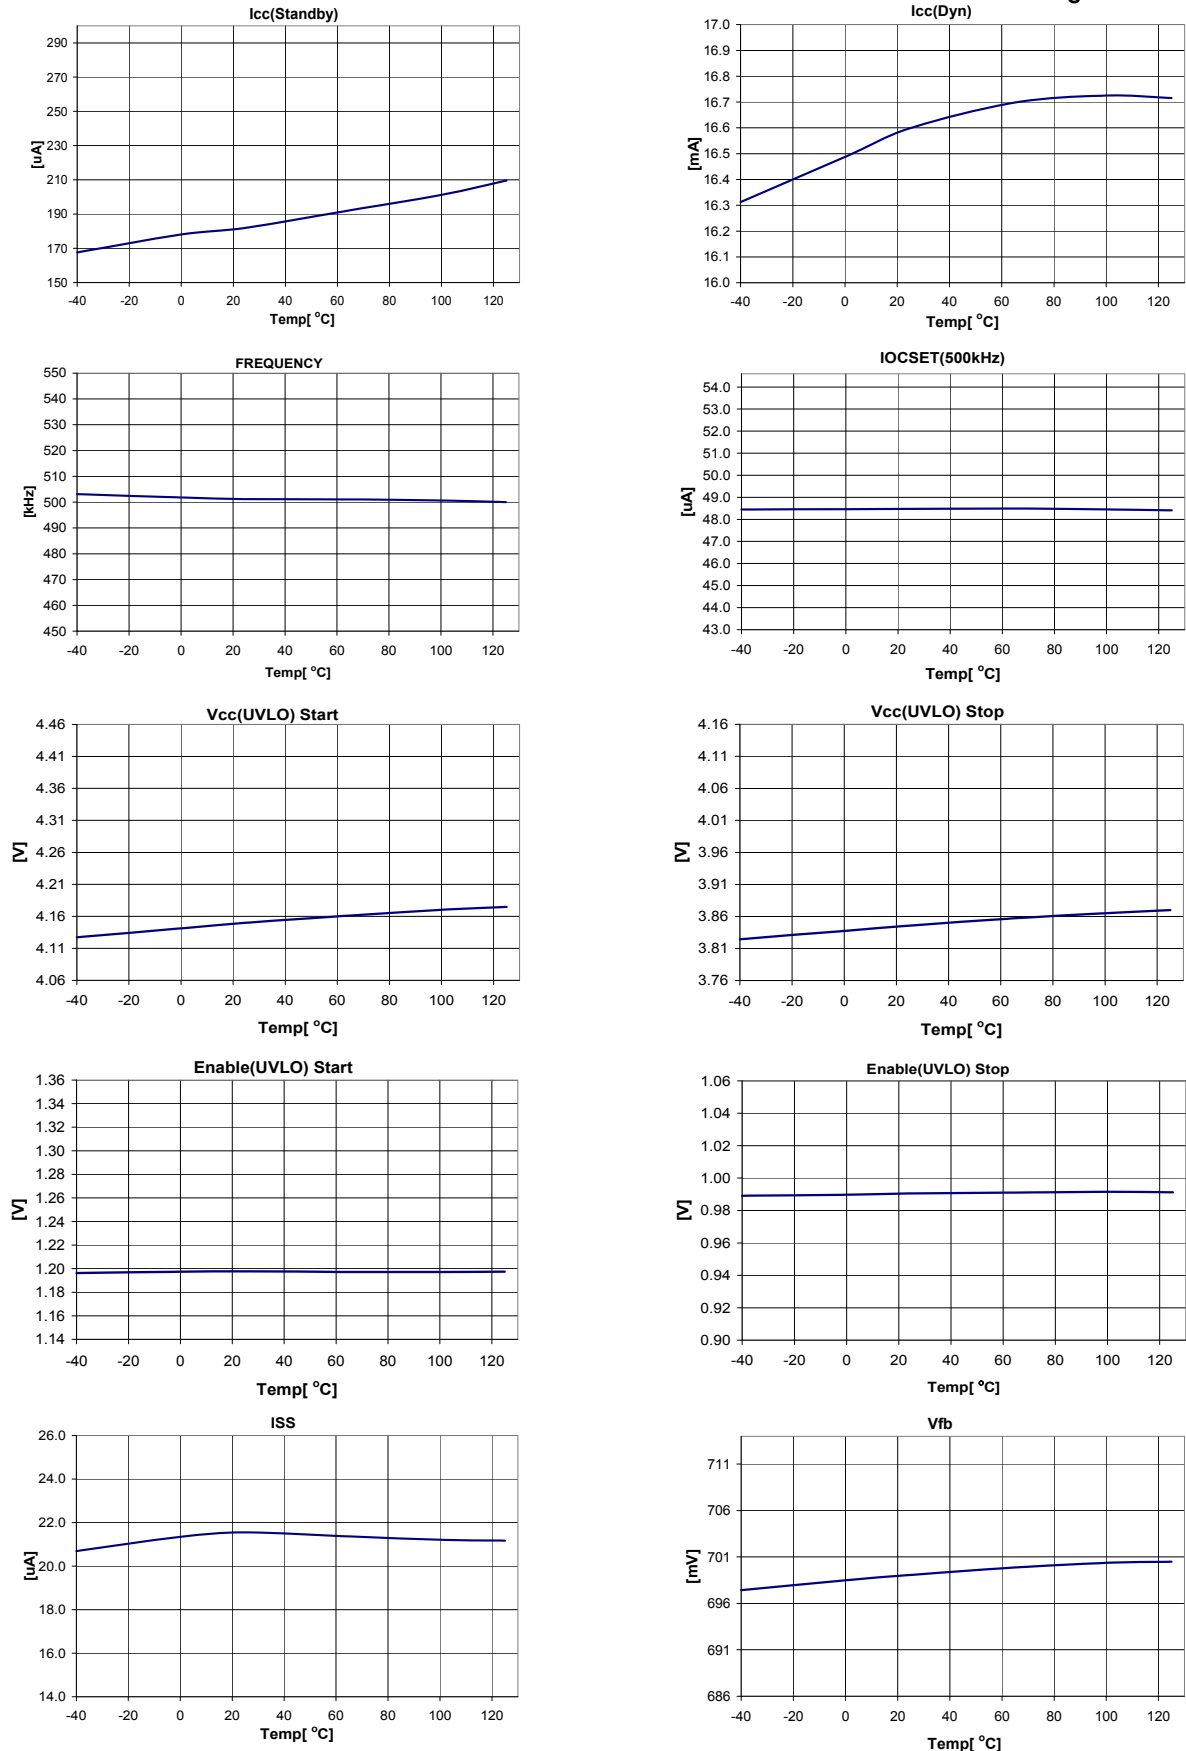 Icc(Standby)
290
270
250
230
210
190
170
150
[uA]
-40 -20 0 20 40 60 80 100 120
Temp[ °C]
Icc(Dyn)
17.0
16.9
16.8
16.7
16.6
16.5
16.4
16.3
16.2
16.1
16.0
[mA]
-40 -20 0 20 40 60 80 100 120
Temp[ °C]
FREQUENCY
550
540
530
520
510
500
490
480
470
460
450
[kHz]
-40 -20 0 20 40 60 80 100 120
Temp[ °C]
IOCSET(500kHz)
54.0
53.0
52.0
51.0
50.0
49.0
48.0
47.0
46.0
45.0
44.0
43.0
[uA]
-40 -20 0 20 40 60 80 100 120
Temp[ °C]
Vcc(UVLO) Start
4.46
4.41
4.36
4.31
4.26
4.21
4.16
4.11
4.06
[V]
-40 -20 0 20 40 60 80 100 120
Temp[ °C]
Vcc(UVLO) Stop
4.16
4.11
4.06
4.01
3.96
3.91
3.86
3.81
3.76
[V]
-40 -20 0 20 40 60 80 100 120
Temp[ °C]
Enable(UVLO) Start
1.36
1.34
1.32
1.30
1.28
1.26
1.24
1.22
1.20
1.18
1.16
1.14
[V]
-40 -20 0 20 40 60 80 100 120
Temp[ °C]
Enable(UVLO) Stop
1.06
1.04
1.02
1.00
0.98
0.96
0.94
0.92
0.90
[V]
-40 -20 0 20 40 60 80 100 120
Temp[ °C]
ISS
26.0
24.0
22.0
20.0
18.0
16.0
14.0
[uA]
-40 -20 0 20 40 60 80 100 120
Temp[ °C]
Vfb
711
706
701
696
691
686
[mV]
-40 -20 0 20 40 60 80 100 120
Temp[ °C]